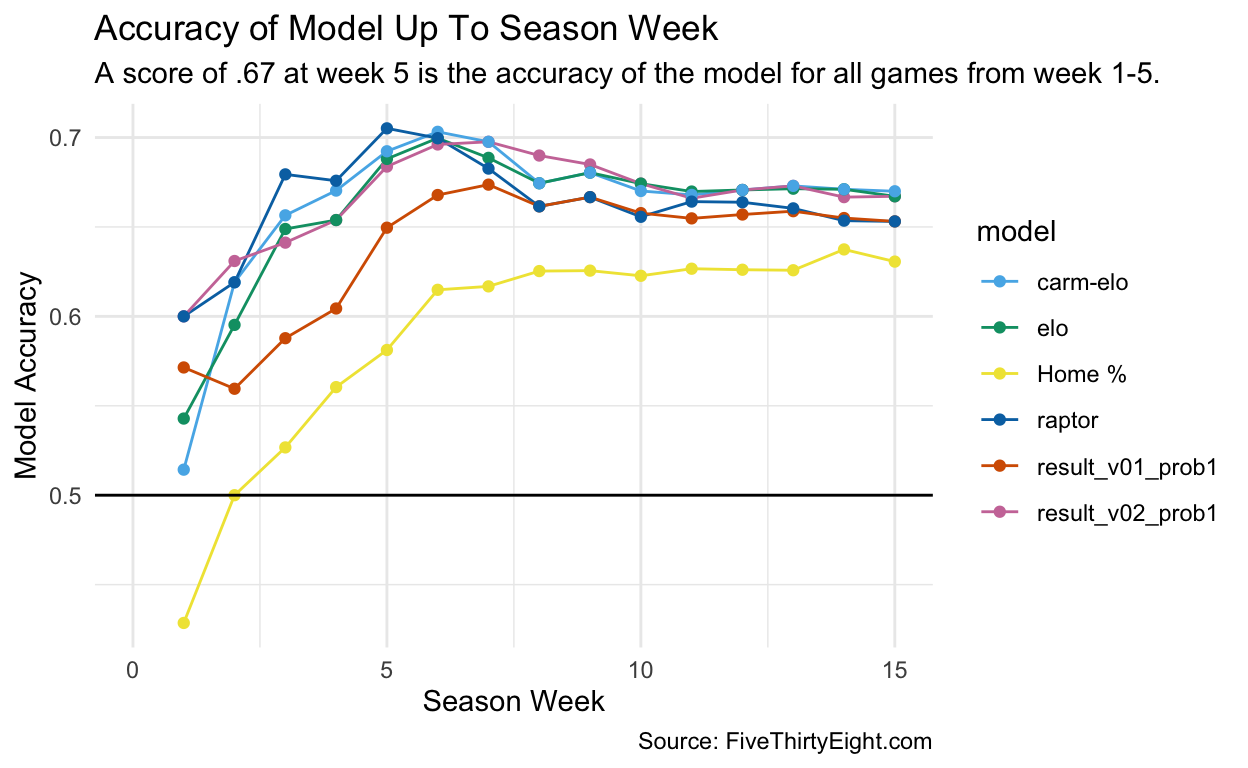 Accuracy of Model Up To Season Week
A score of .67 at week 5 is the accuracy of the model for all games from week 1-5.
Model Accuracy
0.7
0.6
0.5
0
5
10
15
Season Week
model
carm-elo
elo
Home %
raptor
result_v01_prob1
result_v02_prob1
Source: FiveThirtyEight.com